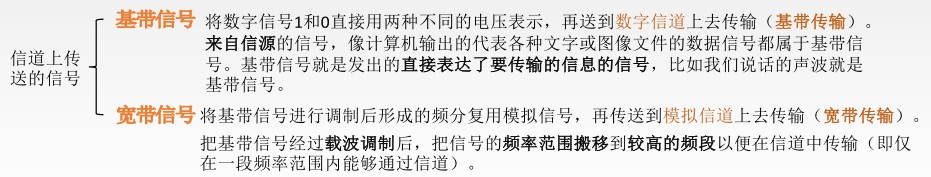 基带信号 将数字信号1和0直接用两种不同的电压表示，再送到数字信道上去传输（基带传输）。
来自信源的信号，像计算机输出的代表各种文字或图像文件的数据信号都属于基带信
号。基带信号就是发出的直接表达了要传输的信息的信号，比如我们说话的声波就是
基带信号。
信道上传
送的信号
宽带信号 将基带信号进行调制后形成的频分复用模拟信号，再传送到模拟信道上去传输（宽带传输）。
把基带信号经过载波调制后，把信号的频率范围搬移到较高的频段以便在信道中传输（即仅
在一段频率范围内能够通过信道）。